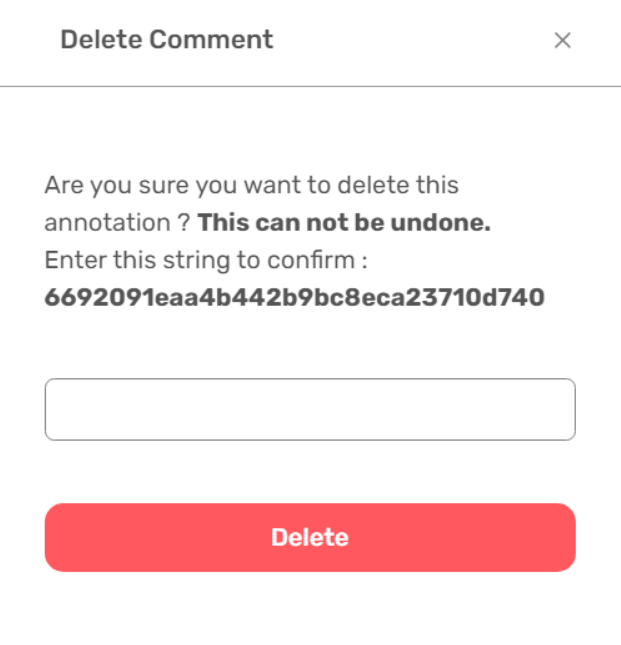 Delete Comment
Are you sure you want to delete this
annotation ? This can not be undone.
Enter this string to confirm :
6692091eaa4b442b9bc8eca23710d740
Delete